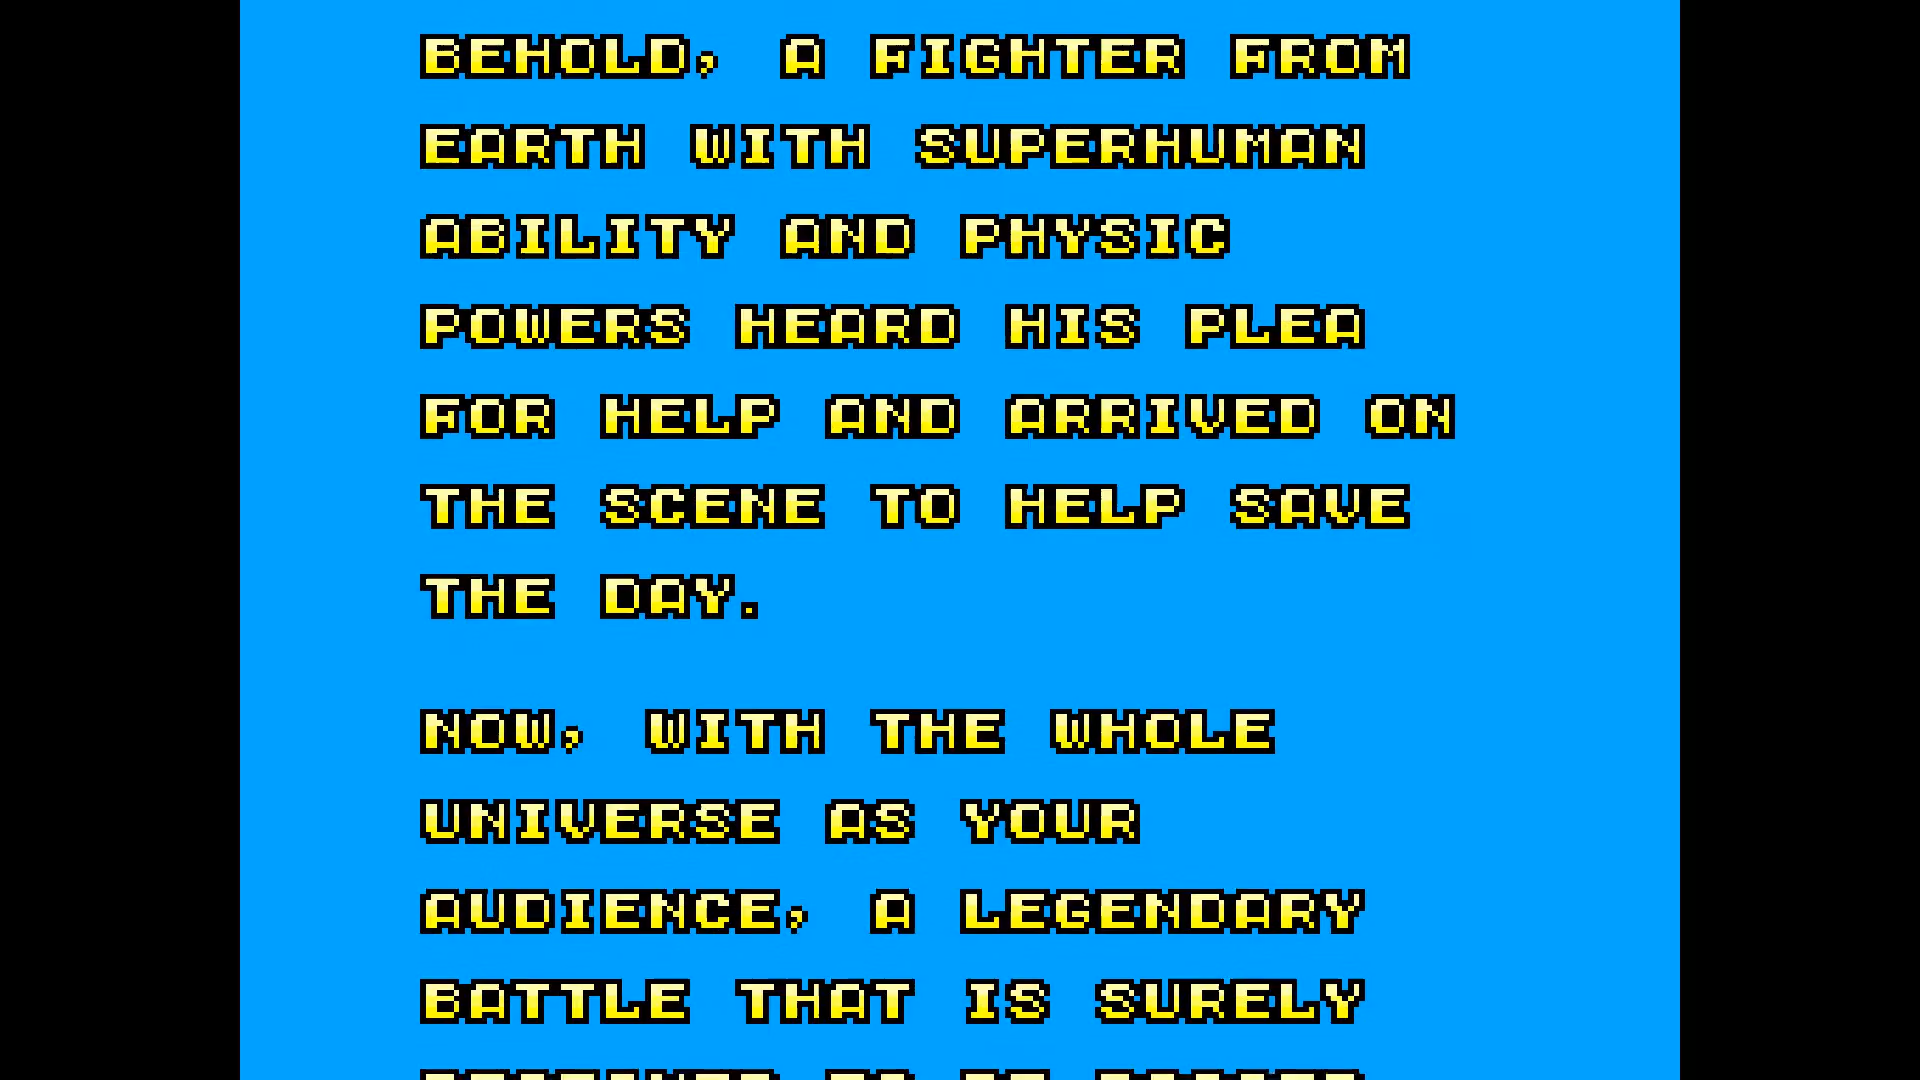 BEHOLD, A FIGHTER FROM
EARTH WITH SUPERHUMAN
ABILITY AND PHYSIC
POWERS HEARD HIS PLEA
FOR HELP AND ARRIVED ON
THE SCENE TO HELP SAVE
THE DAY.
NOW, WITH THE WHOLE
UNIVERSE AS YOUR
AUDIENCE, A LEGENDARY
BATTLE THAT IS SURELY